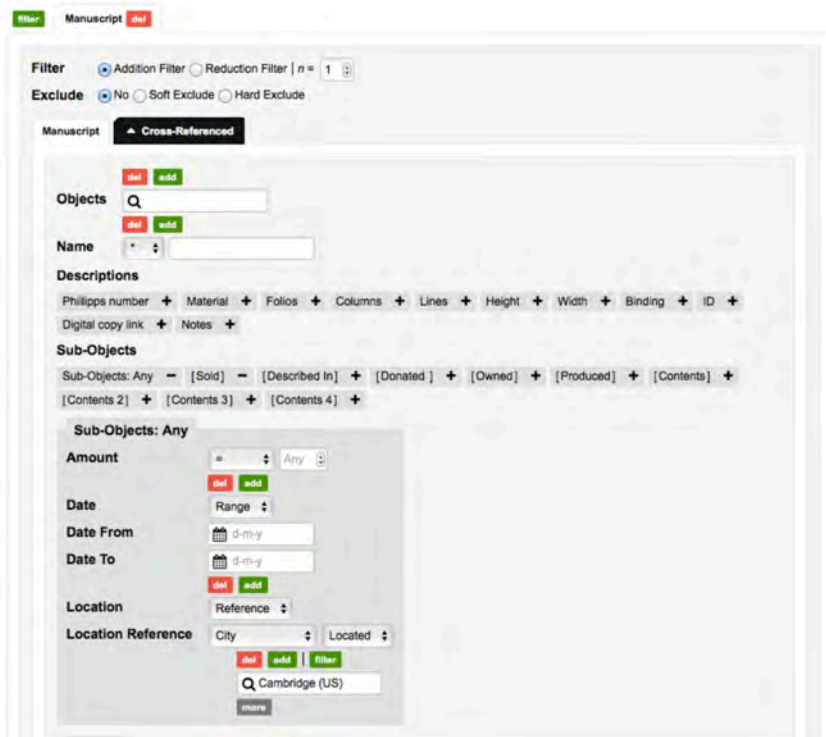 filter Manuscript del
Filter Addition Filter Reduction Filter | n = 1
Exclude No Soft Exclude Hard Exclude
Manuscript Cross-Referenced
del add
Objects
del add
Name *
Descriptions
Phillipps number + Material + Folios + Columns + Lines + Height + Width + Binding + ID +
Digital copy link + Notes +
Sub-Objects
Sub-Objects: Any − [Sold] − [Described In] + [Donated ] + [Owned] + [Produced] + [Contents] +
[Contents 2] + [Contents 3] + [Contents 4] +
Sub-Objects: Any
Amount = Any
del add
Date Range
Date From d-m-y
Date To d-m-y
del add
Location Reference
Location Reference City Located
del add | filter
Cambridge (US)
more